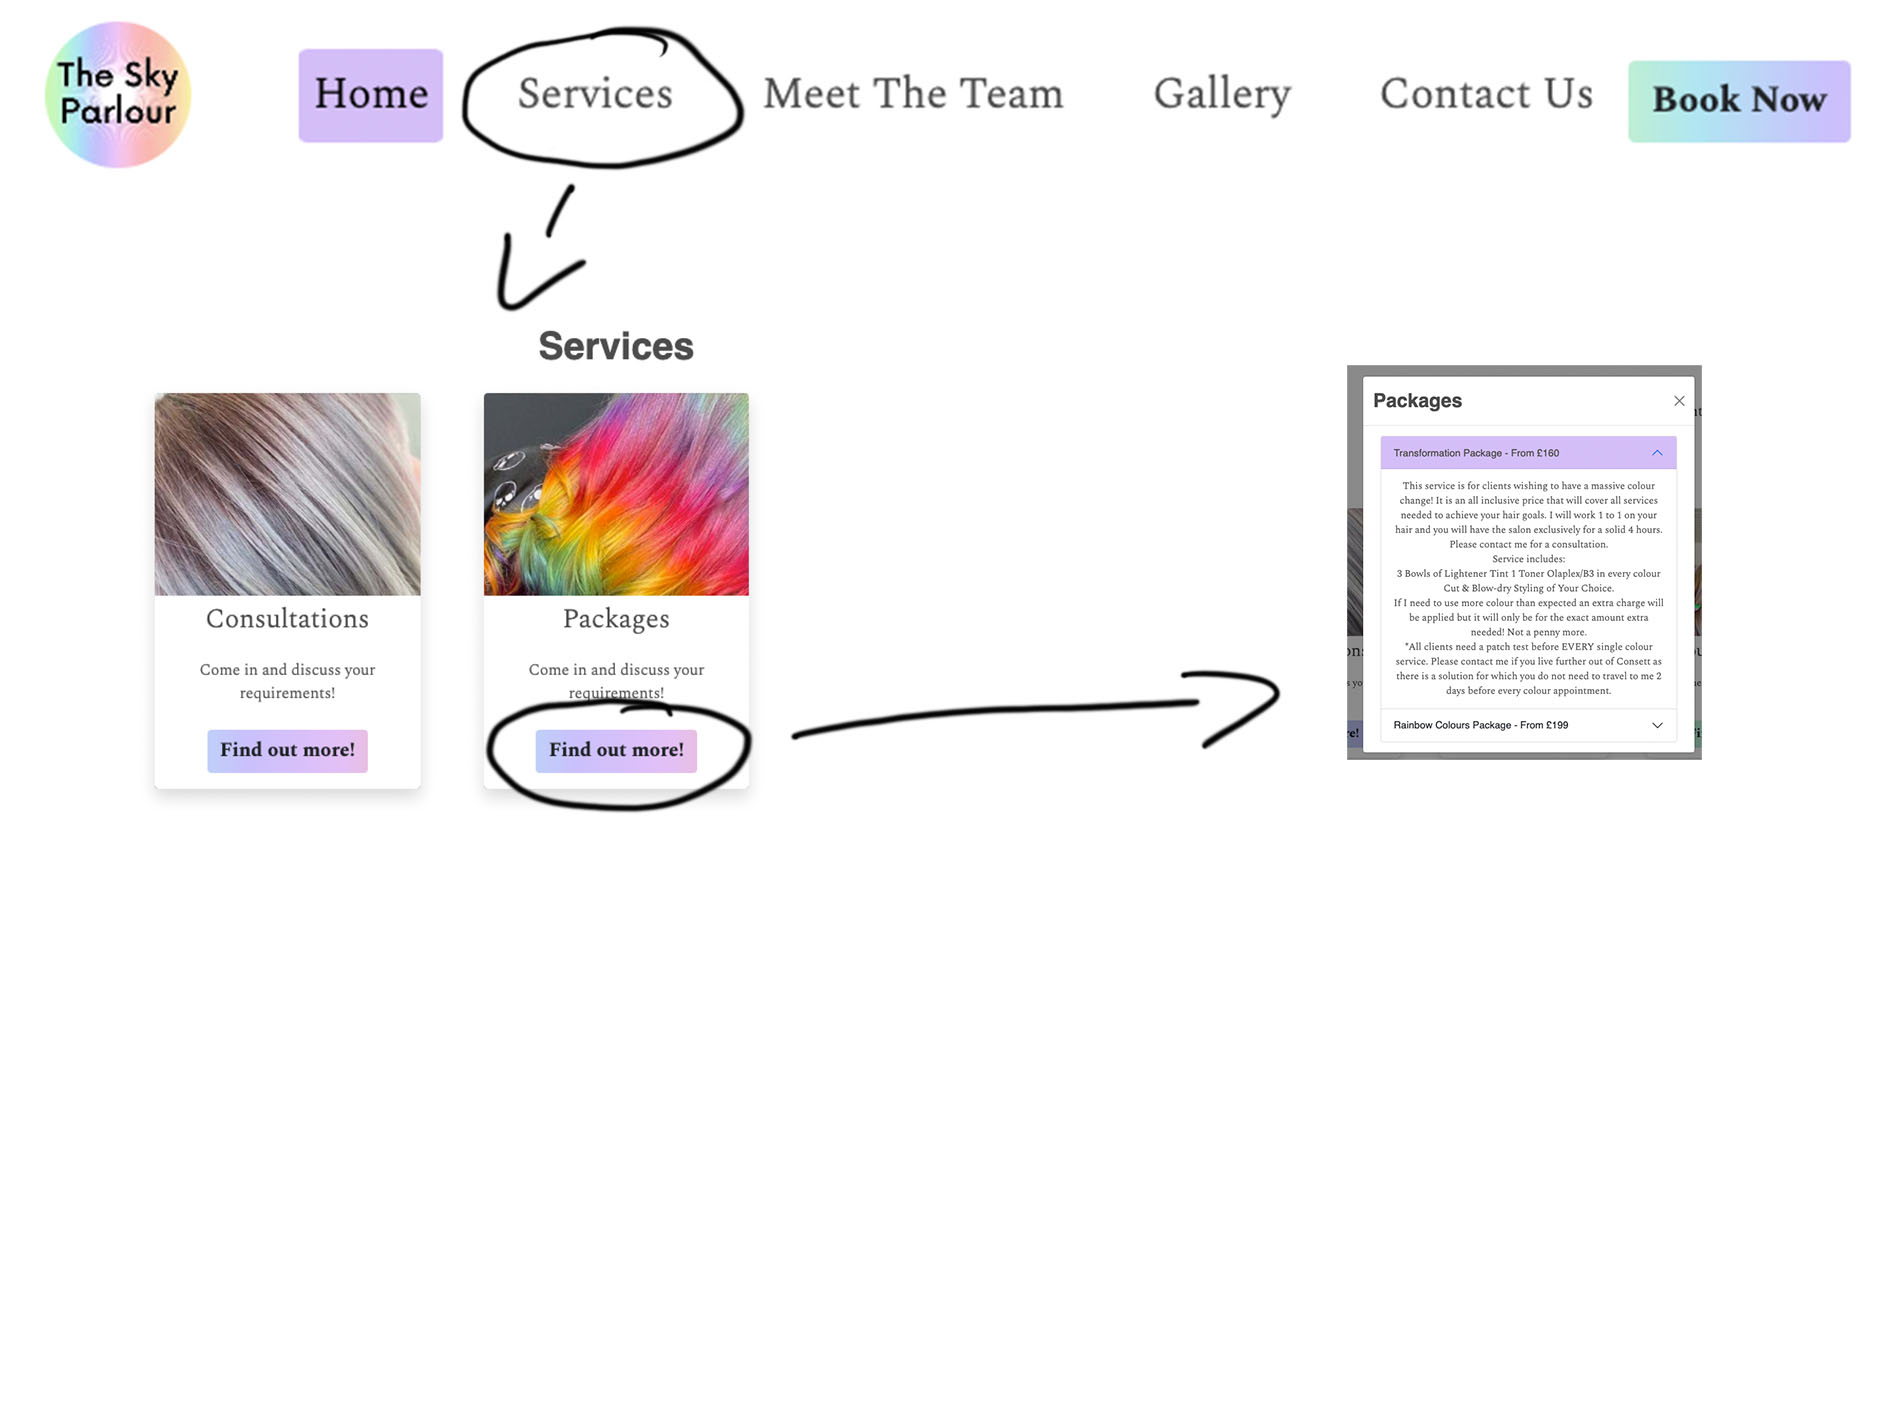 The Sky
Parlour
Home
Services
Meet The Team
Gallery
Contact Us
Book Now
Services
Consultations
Come in and discuss your
requirements!
Find out more!
Packages
Come in and discuss your
requirements!
Find out more!
Packages
Transformation Package - From £160
This service is for clients wishing to have a massive colour
change! It is an all inclusive price that will cover all services
needed to achieve your hair goals. I will work 1 to 1 on your
hair and you will have the salon exclusively for a solid 4 hours.
Please contact me for a consultation.
Service includes:
3 Bowls of Lightener Tint 1 Toner Olaplex/B3 in every colour
Cut & Blow-dry Styling of Your Choice.
If I need to use more colour than expected an extra charge will
be applied but it will only be for the exact amount extra
needed! Not a penny more.
*All clients need a patch test before EVERY single colour
service. Please contact me if you live further out of Consett as
there is a solution for which you do not need to travel to me 2
days before every colour appointment.
Rainbow Colours Package - From £199